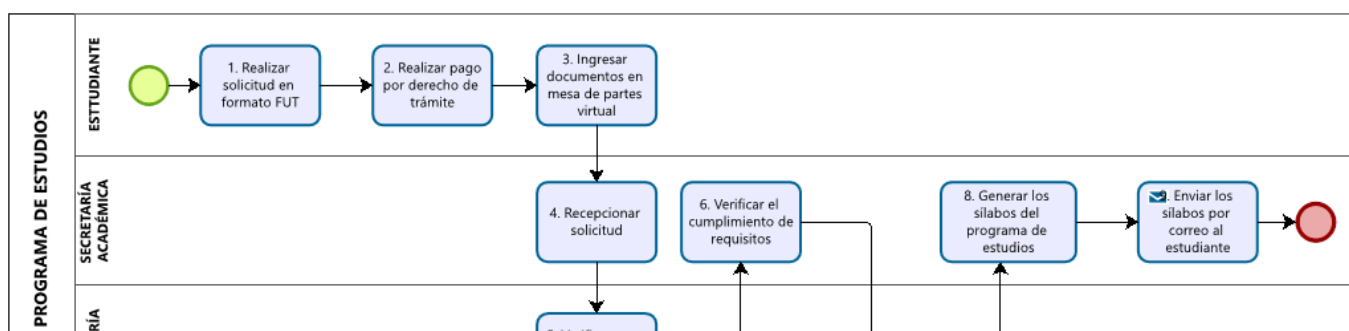 PROGRAMA DE ESTUDIOS
ESTTUDIANTE
1. Realizar
solicitud en
formato FUT
2. Realizar pago
por derecho de
trámite
3. Ingresar
documentos en
mesa de partes
virtual
SECRETARÍA
ACADÉMICA
4. Recepcionar
solicitud
6. Verificar el
cumplimiento de
requisitos
8. Generar los
sílabos del
programa de
estudios
Enviar los
sílabos por
correo al
estudiante